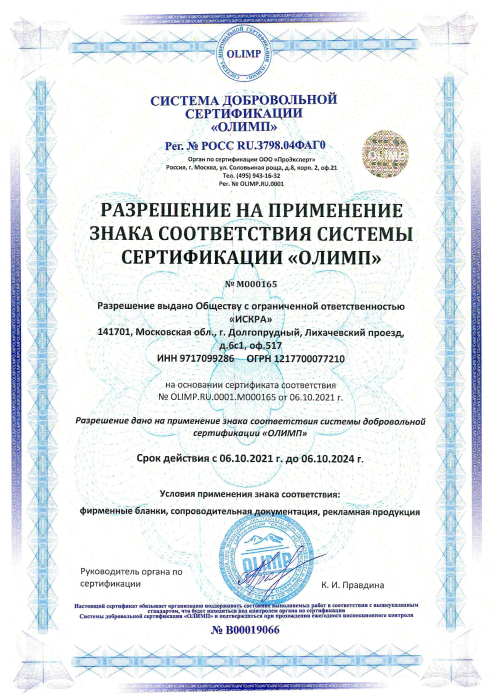 OLIMP
СИСТЕМА ДОБРОВОЛЬНОЙ
СЕРТИФИКАЦИИ
«ОЛИМП»
Рег. № РОСС RU.З798.04ФАГ0
Орган по сертификации ООО «ПроЭксперт»
Россия, г. Москва, ул. Соловьиная роща, д.8, корп. 2, оф.21
Тел. (495) 943-16-32
Рег. № OLIMP.RU.0001
OLIMP
РАЗРЕШЕНИЕ НА ПРИМЕНЕНИЕ
ЗНАКА СООТВЕТСТВИЯ СИСТЕМЫ
СЕРТИФИКАЦИИ «ОЛИМП»
№ М000165
Разрешение выдано Обществу с ограниченной ответственностью
«ИСКРА»
141701, Московская обл., г. Долгопрудный, Лихачевский проезд,
д.6с1, оф.517
ИНН 9717099286 ОГРН 1217700077210
на основании сертификата соответствия
№ OLIMP.RU.0001.М000165 от 06.10.2021 г.
Разрешение дано на применение знака соответствия системы добровольной
сертификации «ОЛИМП»
Срок действия с 06.10.2021 г. до 06.10.2024 г.
Условия применения знака соответствия:
фирменные бланки, сопроводительная документация, рекламная продукция
OLIMP
Руководитель органа по
сертификации
К. И. Правдина
Настоящий сертификат обязывает организацию поддерживать состояние выполняемых работ в соответствии с вышеуказанным
стандартом, что будет находиться под контролем органа по сертификации
Системы добровольной сертификации «ОЛИМП» и подтверждаться при прохождении ежегодного инспекционного контроля
№ В00019066
OLIMP